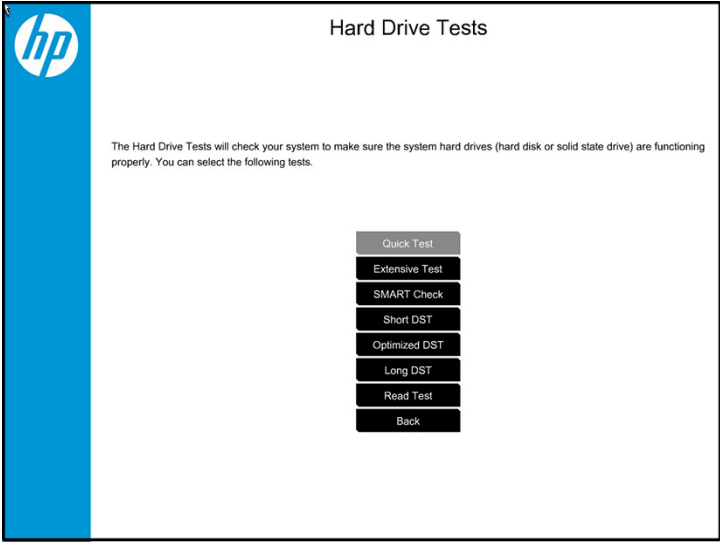 hp
Hard Drive Tests
The Hard Drive Tests will check your system to make sure the system hard drives (hard disk or solid state drive) are functioning
properly. You can select the following tests.
Quick Test
Extensive Test
SMART Check
Short DST
Optimized DST
Long DST
Read Test
Back